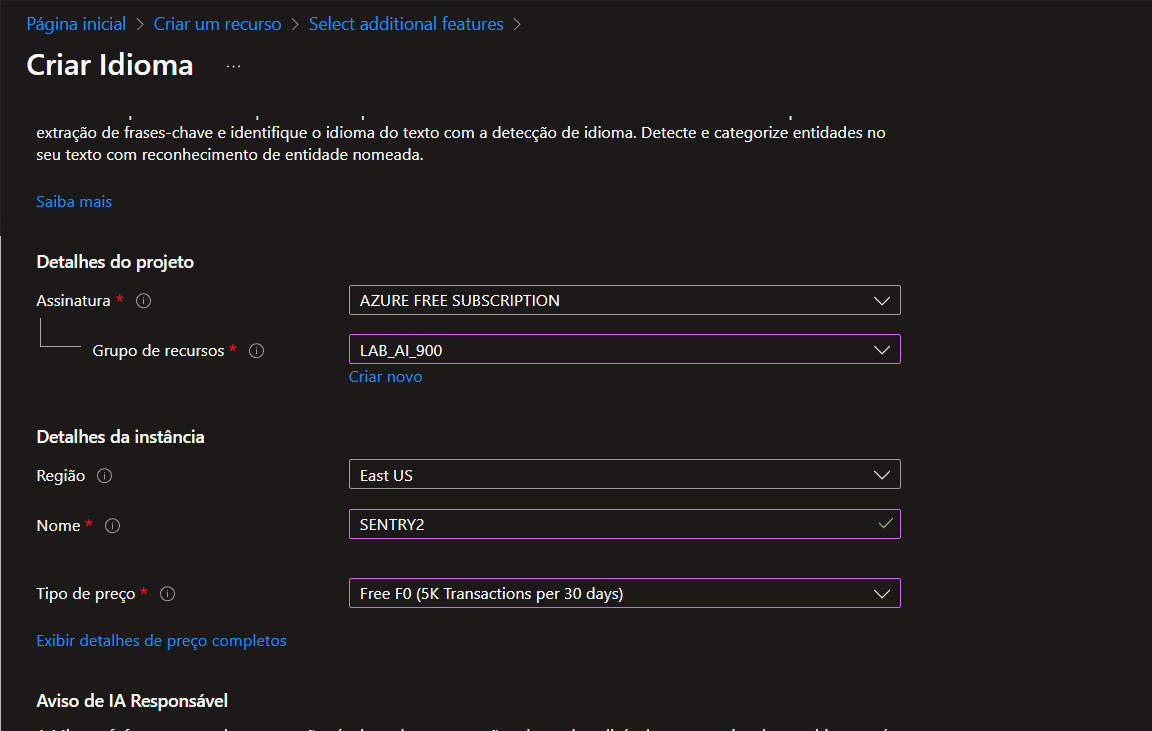 Página inicial > Criar um recurso > Select additional features >
Criar Idioma ...
extração de frases-chave e identifique o idioma do texto com a detecção de idioma. Detecte e categorize entidades no
seu texto com reconhecimento de entidade nomeada.
Saiba mais
Detalhes do projeto
Assinatura * AZURE FREE SUBSCRIPTION
Grupo de recursos * LAB_AI_900
Criar novo
Detalhes da instância
Região East US
Nome * SENTRY2
Tipo de preço * Free F0 (5K Transactions per 30 days)
Exibir detalhes de preço completos
Aviso de IA Responsável